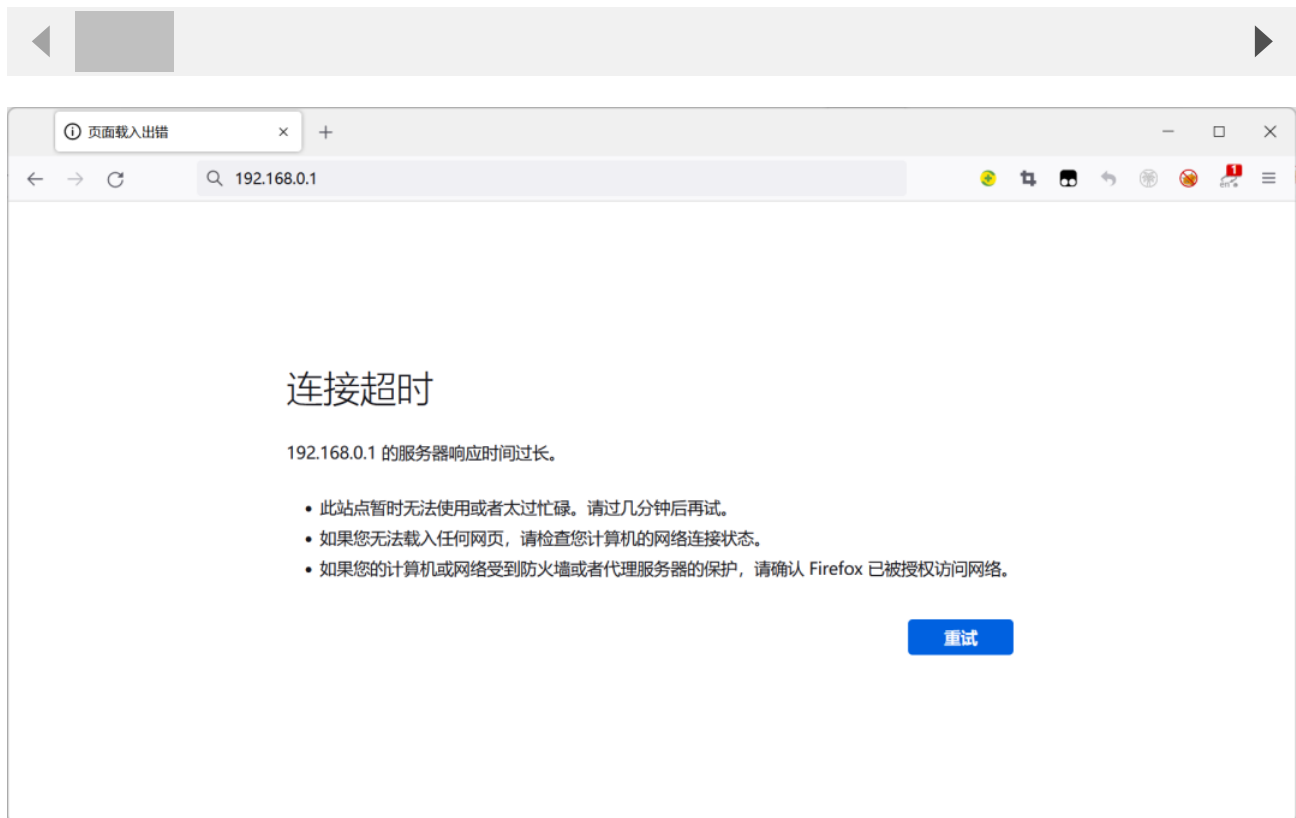 页面载入出错
192.168.0.1
1
en
连接超时
192.168.0.1 的服务器响应时间过长。
此站点暂时无法使用或者太过忙碌。请过几分钟后再试。
如果您无法载入任何网页，请检查您计算机的网络连接状态。
如果您的计算机或网络受到防火墙或者代理服务器的保护，请确认 Firefox 已被授权访问网络。
重试